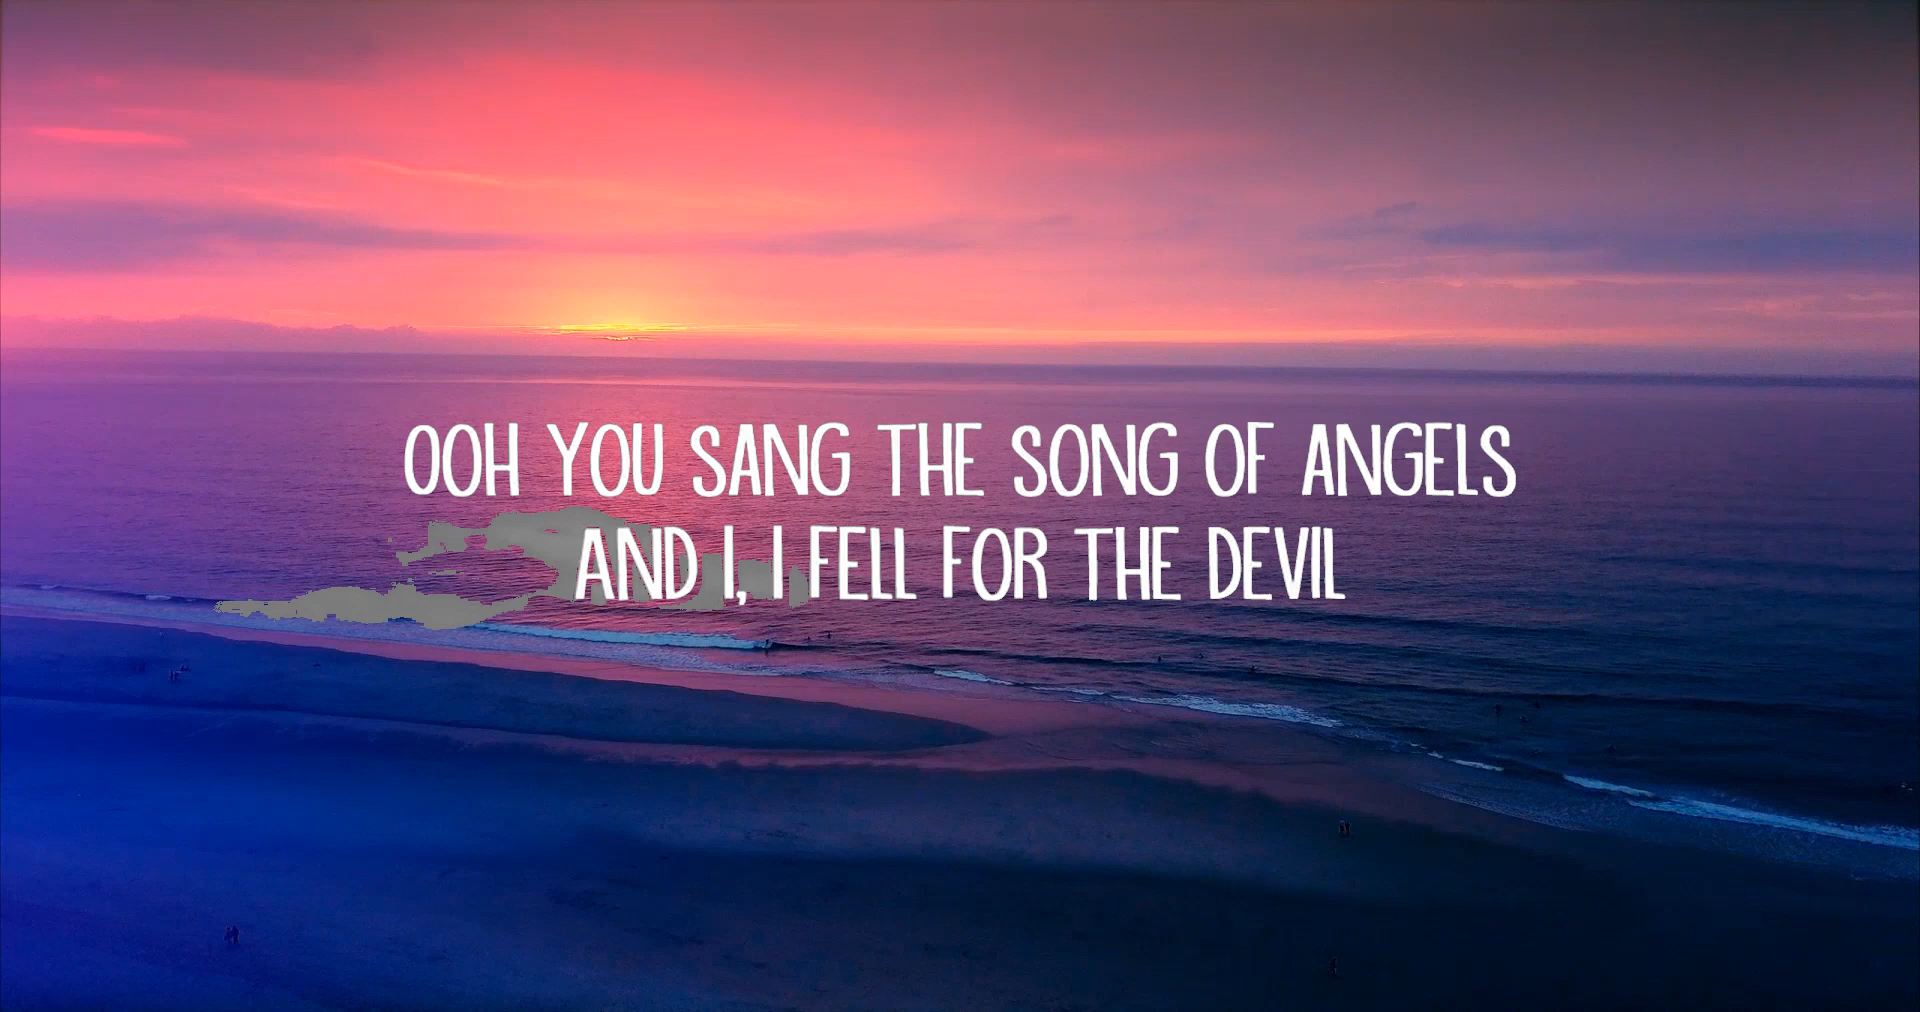 OOH YOU SANG THE SONG OF ANGELS
AND I, I FELL FOR THE DEVIL